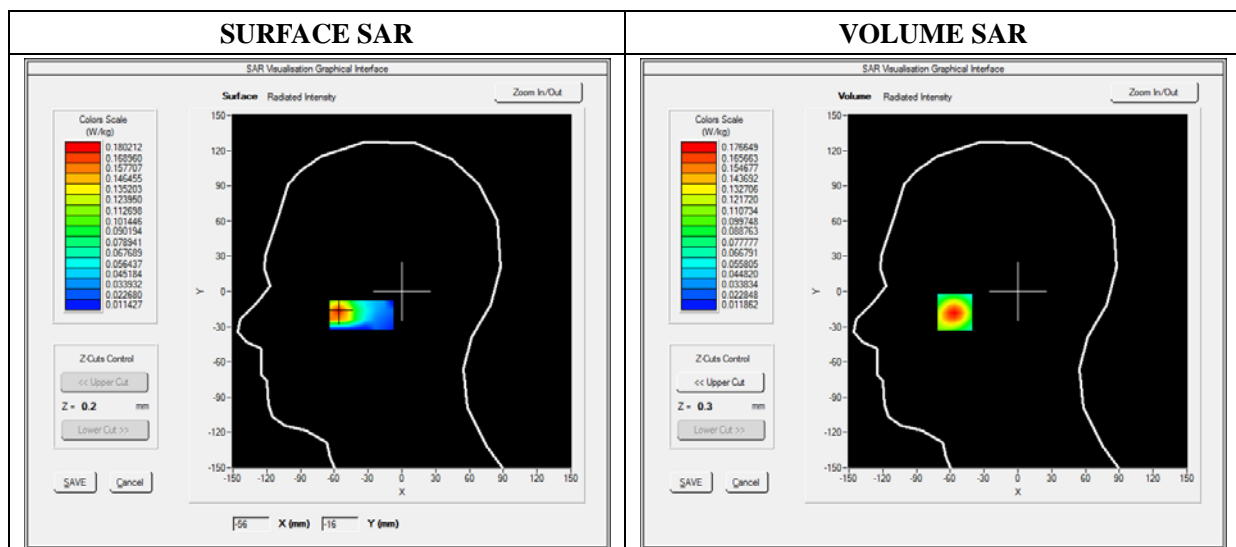 SURFACE SAR
VOLUME SAR
SAR Visualisation Graphical Interface
Surface Radiated Intensity
Zoom In/Out
Colors Scale
(W/kg)
0.180212
0.168960
0.157707
0.146455
0.135203
0.123950
0.112698
0.101446
0.090194
0.078941
0.067689
0.056437
0.045184
0.033932
0.022680
0.011427
Z-Cuts Control
<< Upper Cut
Z = 0.2 mm
Lower Cut >>
SAVE Cancel
150
120
90
60
30
0
-30
-60
-90
-120
-150
Y
-150 -120 -90 -60 -30 0 30 60 90 120 150
X
-56 X (mm) -16 Y (mm)
SAR Visualisation Graphical Interface
Volume Radiated Intensity
Zoom In/Out
Colors Scale
(W/kg)
0.176649
0.165663
0.154677
0.143692
0.132706
0.121720
0.110734
0.099748
0.088763
0.077777
0.066791
0.055805
0.044820
0.033834
0.022848
0.011862
Z-Cuts Control
<< Upper Cut
Z = 0.3 mm
Lower Cut >>
SAVE Cancel
150
120
90
60
30
0
-30
-60
-90
-120
-150
Y
-150 -120 -90 -60 -30 0 30 60 90 120 150
X